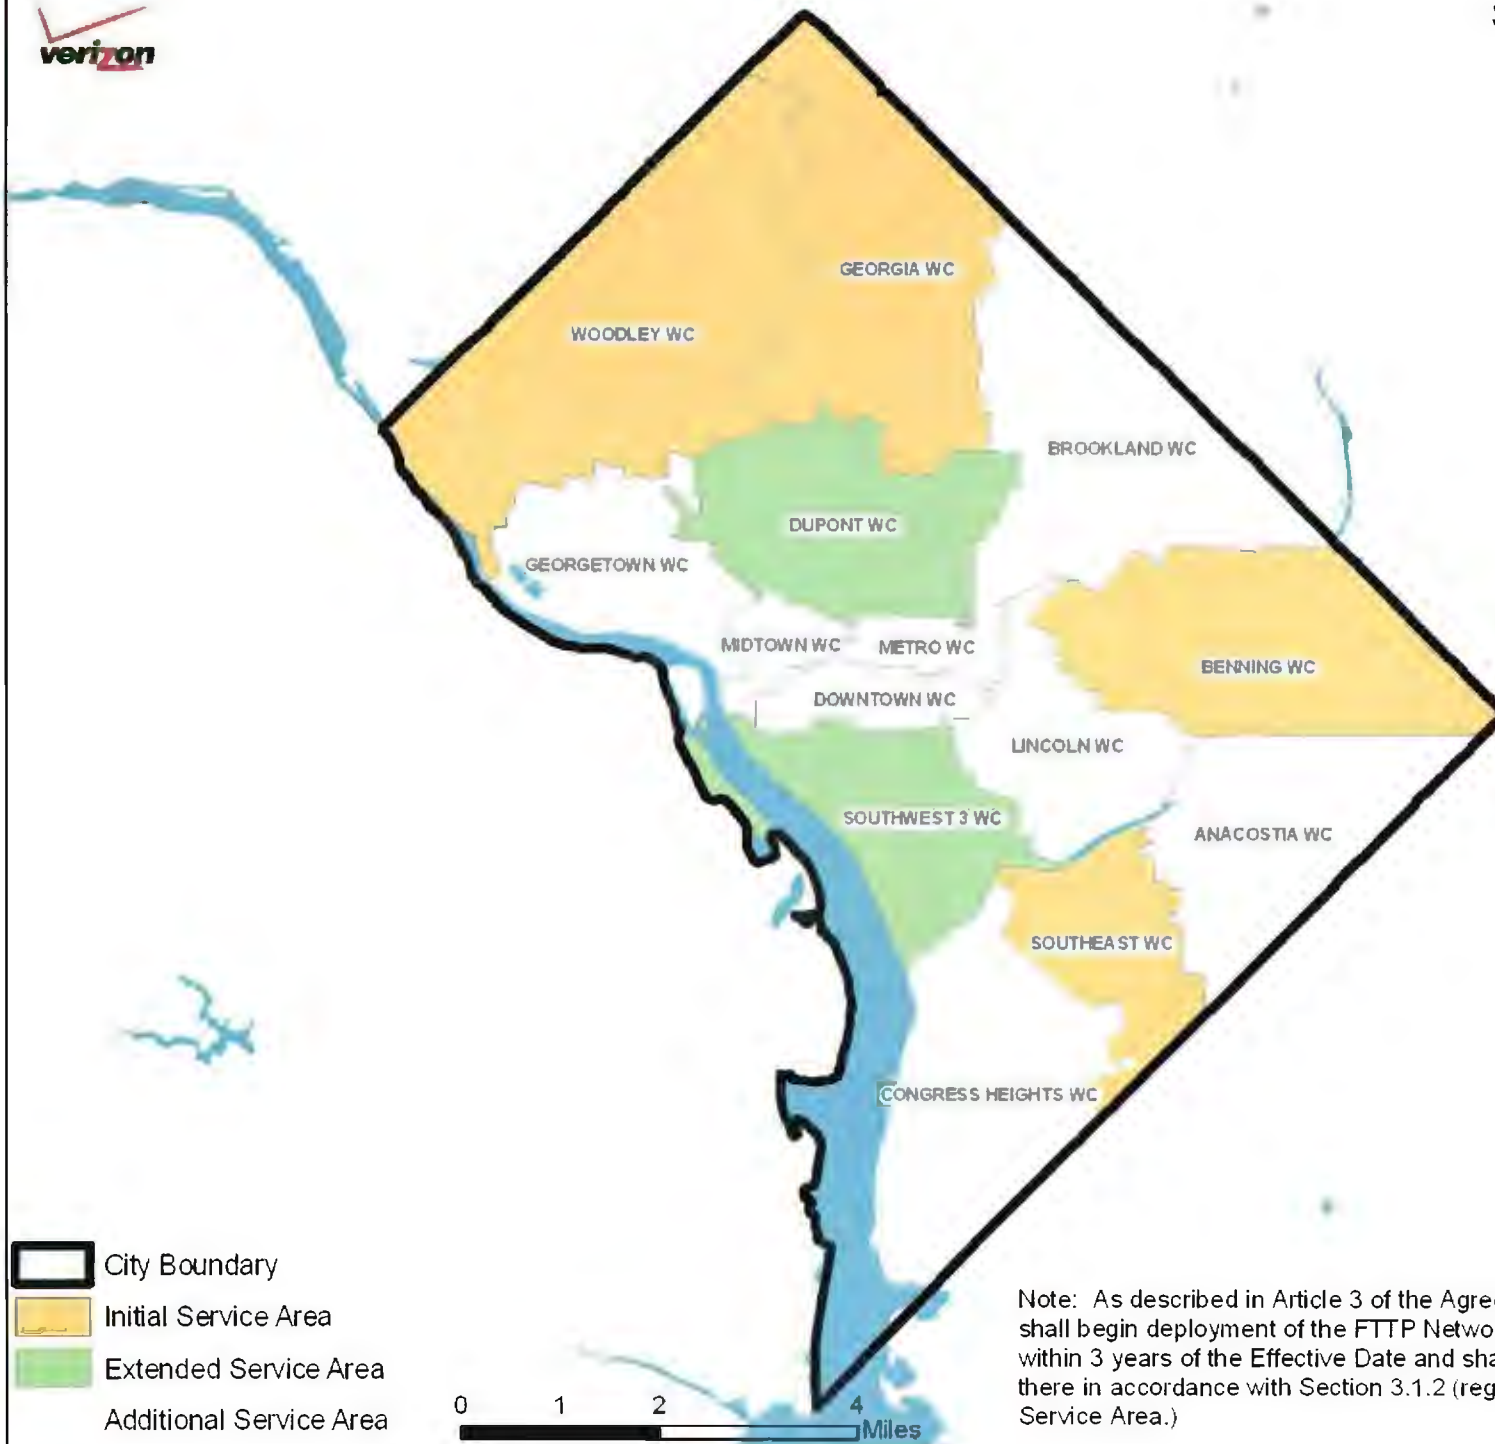 verizon
GEORGIA WC
WOODLEY WC
BROOKLAND WC
DUPONT WC
GEORGETOWN WC
MIDTOWN WC
METRO WC
BENNING WC
DOWNTOWN WC
LINCOLN WC
SOUTHWEST 3 WC
ANACOSTIA WC
SOUTHEAST WC
CONGRESS HEIGHTS WC
City Boundary
Initial Service Area
Extended Service Area
Additional Service Area
0 1 2 4
Miles
Note: As described in Article 3 of the Agree
shall begin deployment of the FTTP Netwo
within 3 years of the Effective Date and sha
there in accordance with Section 3.1.2 (reg
Service Area.)